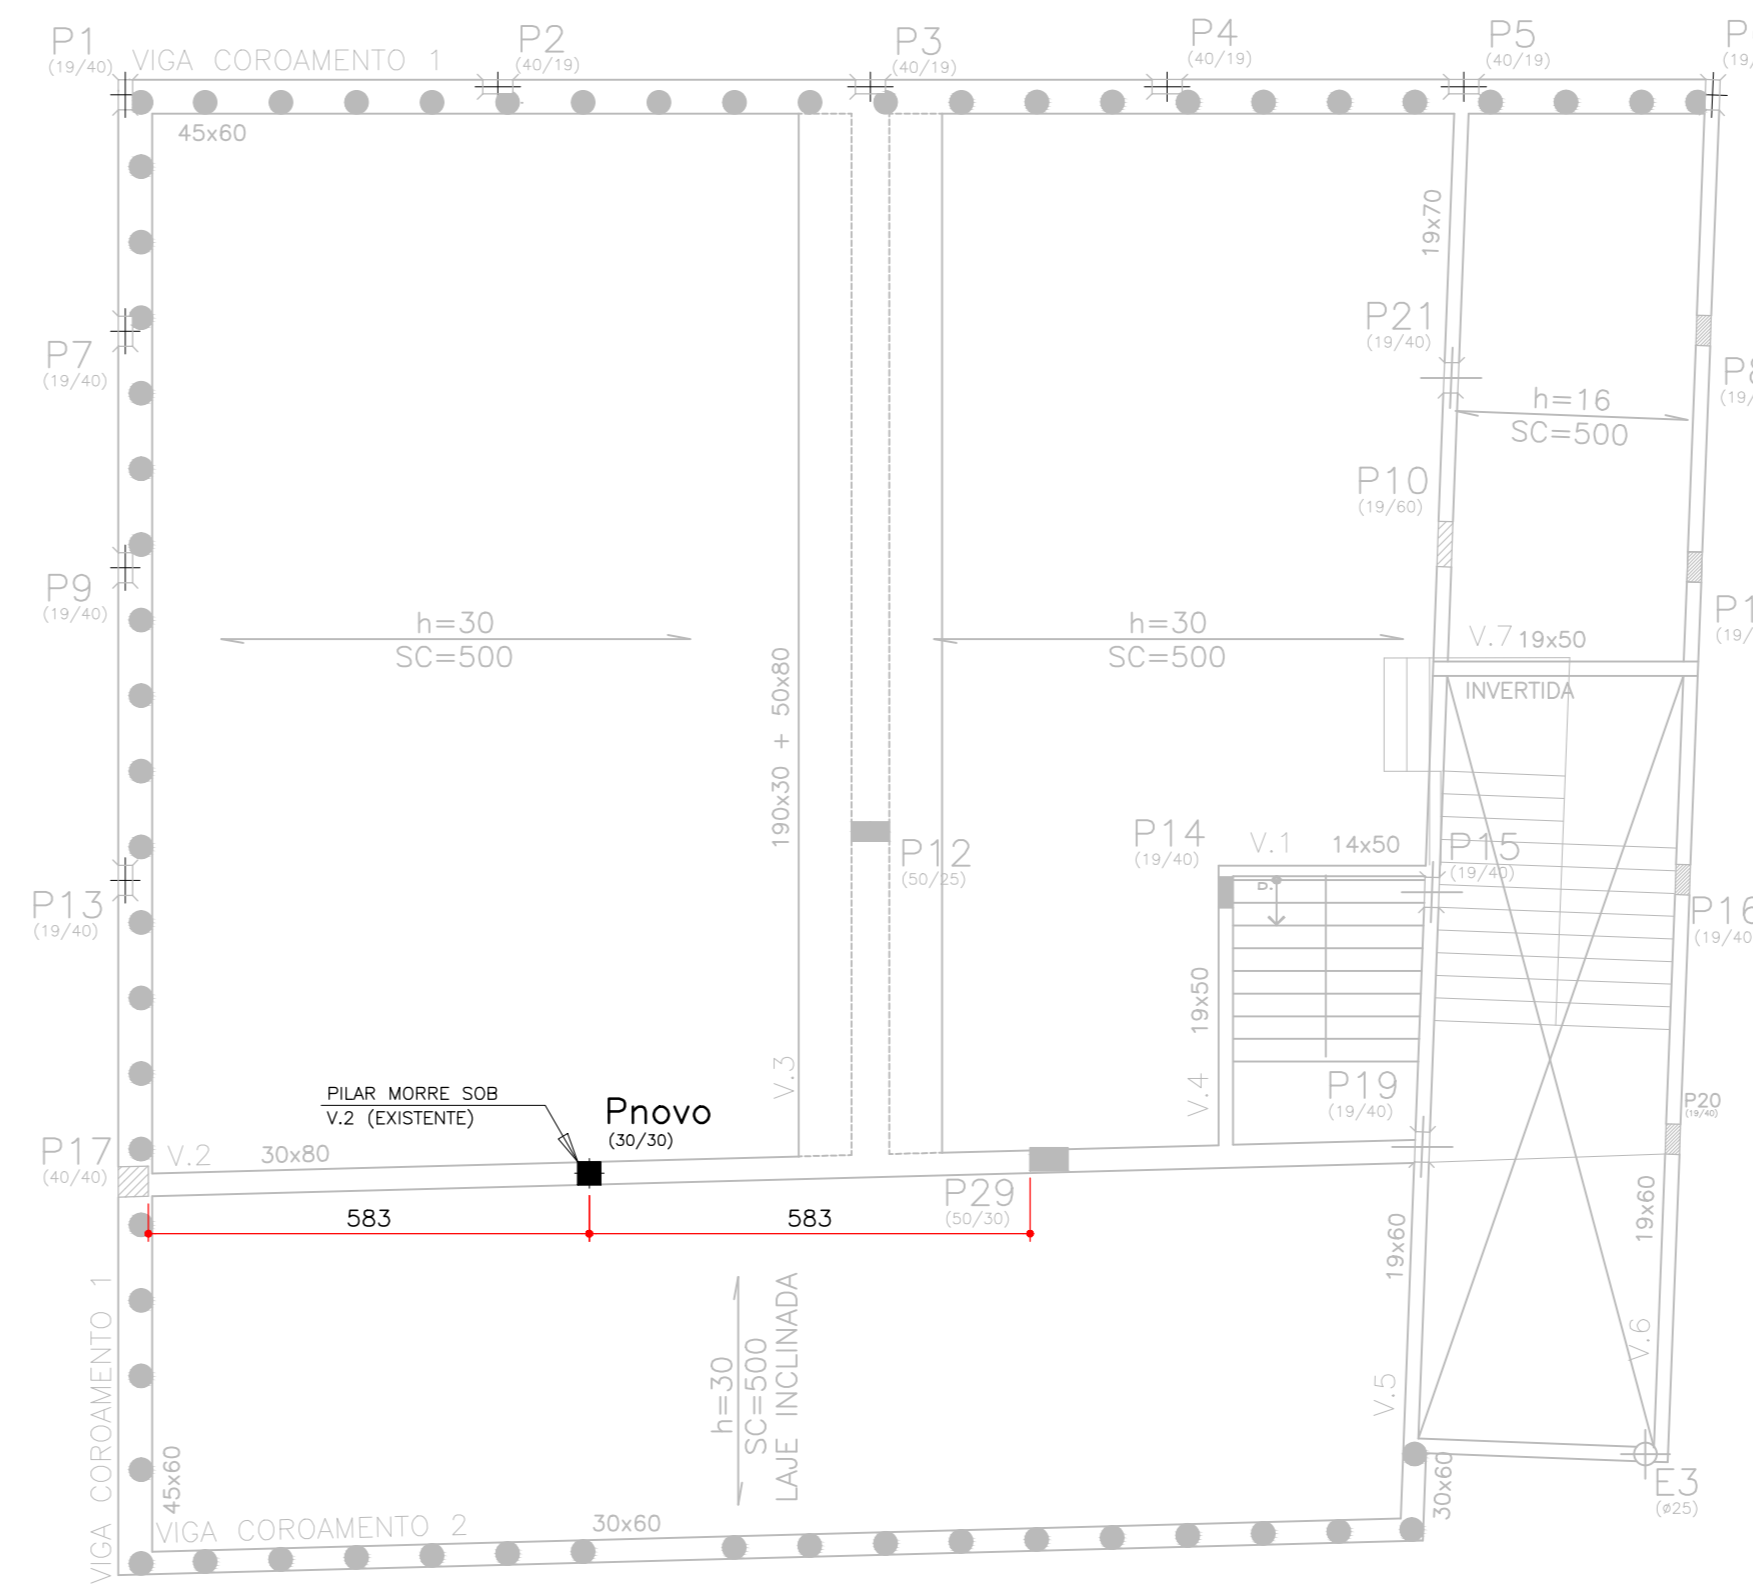 P1
(19/40)
VIGA COROAMENTO 1
P2
(40/19)
P3
(40/19)
P4
(40/19)
P5
(40/19)
45x60
19x70
P21
(19/40)
P7
(19/40)
h=16
SC=500
P10
(19/60)
P9
(19/40)
h=30
SC=500
h=30
SC=500
V.7 19x50
INVERTIDA
190x30 + 50x80
P12
(50/25)
P14
(19/40)
V.1 14x50
P15
(19/40)
P13
(19/40)
P16
(19/40
19x50
V.3
V.4
PILAR MORRE SOB
V.2 (EXISTENTE)
Pnovo
(30/30)
P19
(19/40)
P20
(19/40)
P17
(40/40)
V.2 30x80
P29
(50/30)
583
583
19x60
19x60
h=30
SC=500
LAJE INCLINADA
VIGA COROAMENTO 1
45x60
V.5
V.6
VIGA COROAMENTO 2
30x60
30x60
E3
(ø25)